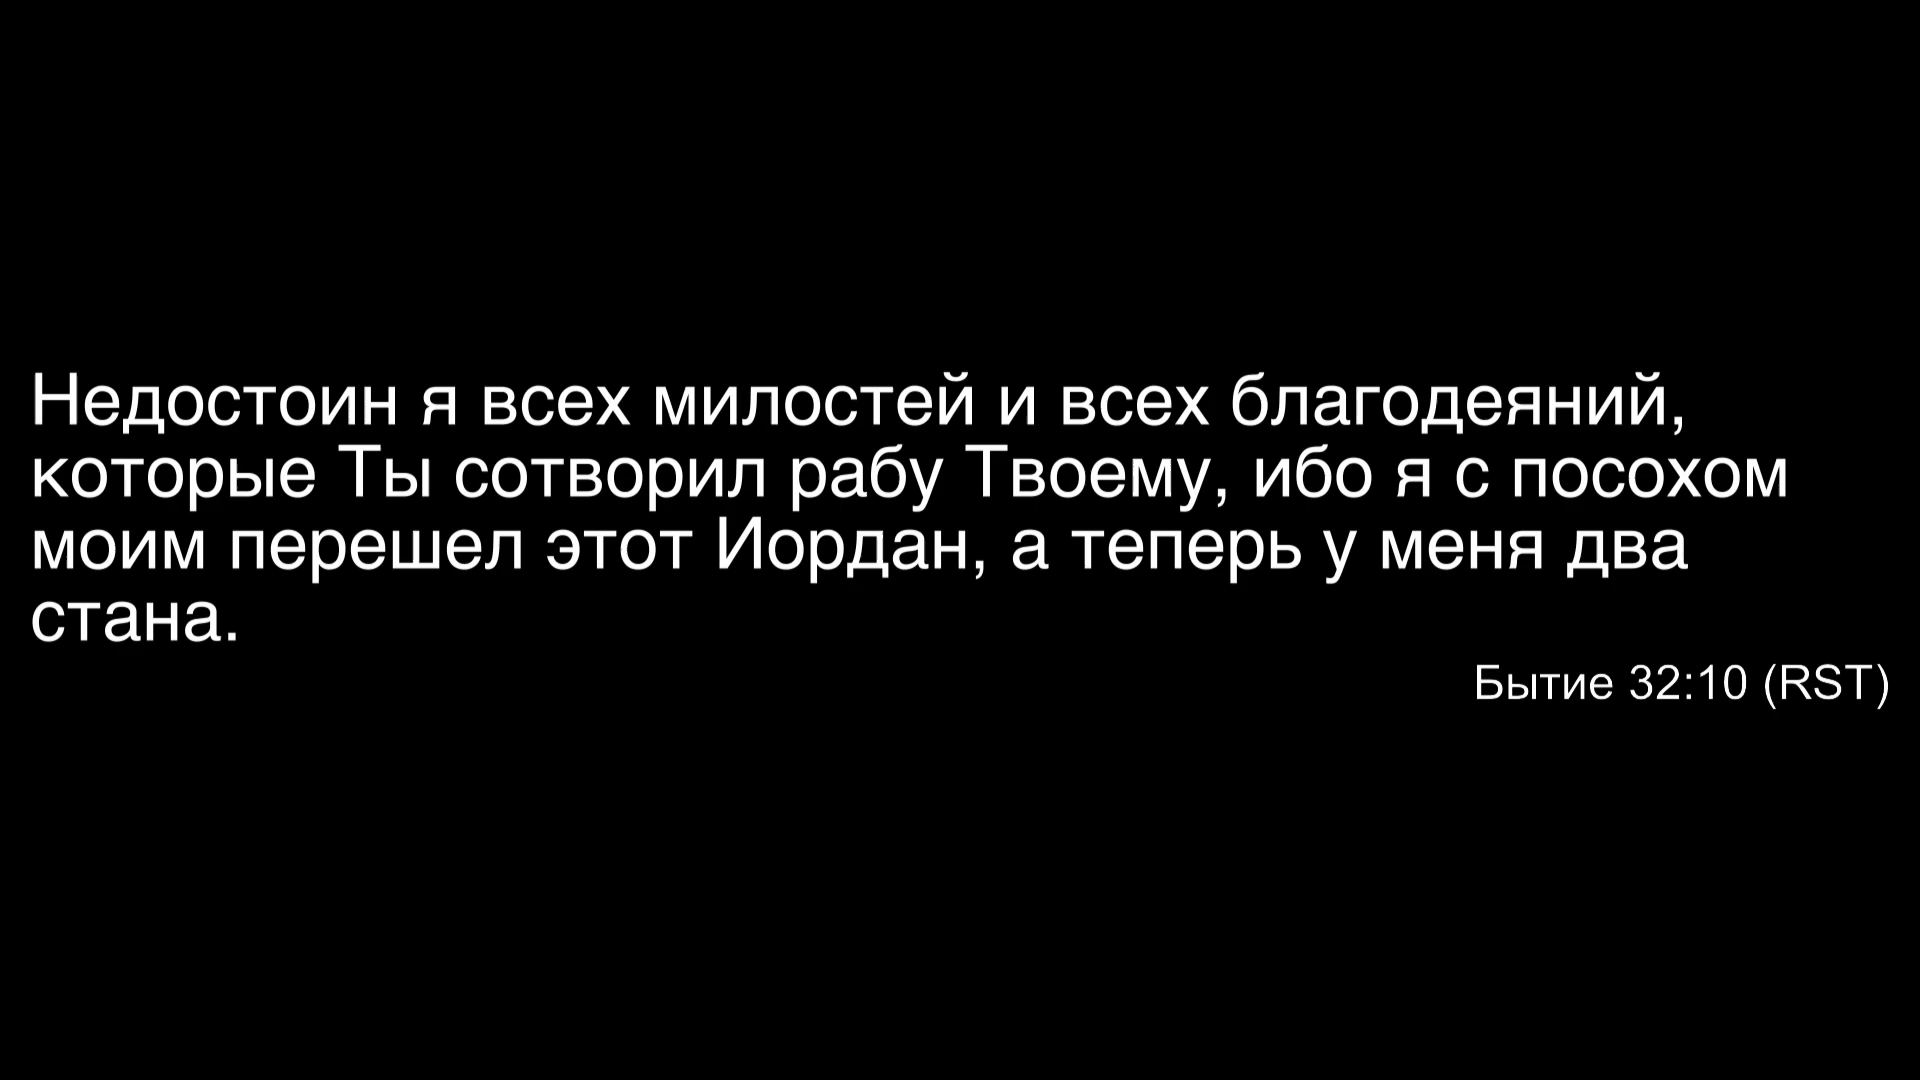 Недостоин я всех милостей и всех благодеяний,
которые Ты сотворил рабу Твоему, ибо я с посохом
моим перешел этот Иордан, а теперь у меня два
стана.
Бытие 32:10 (RST)